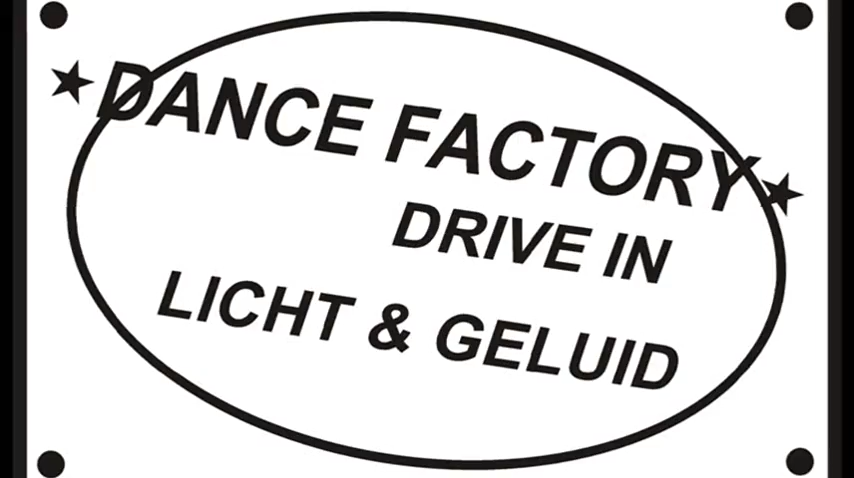 ★DANCE FACTORY★
DRIVE IN
LICHT & GELUID